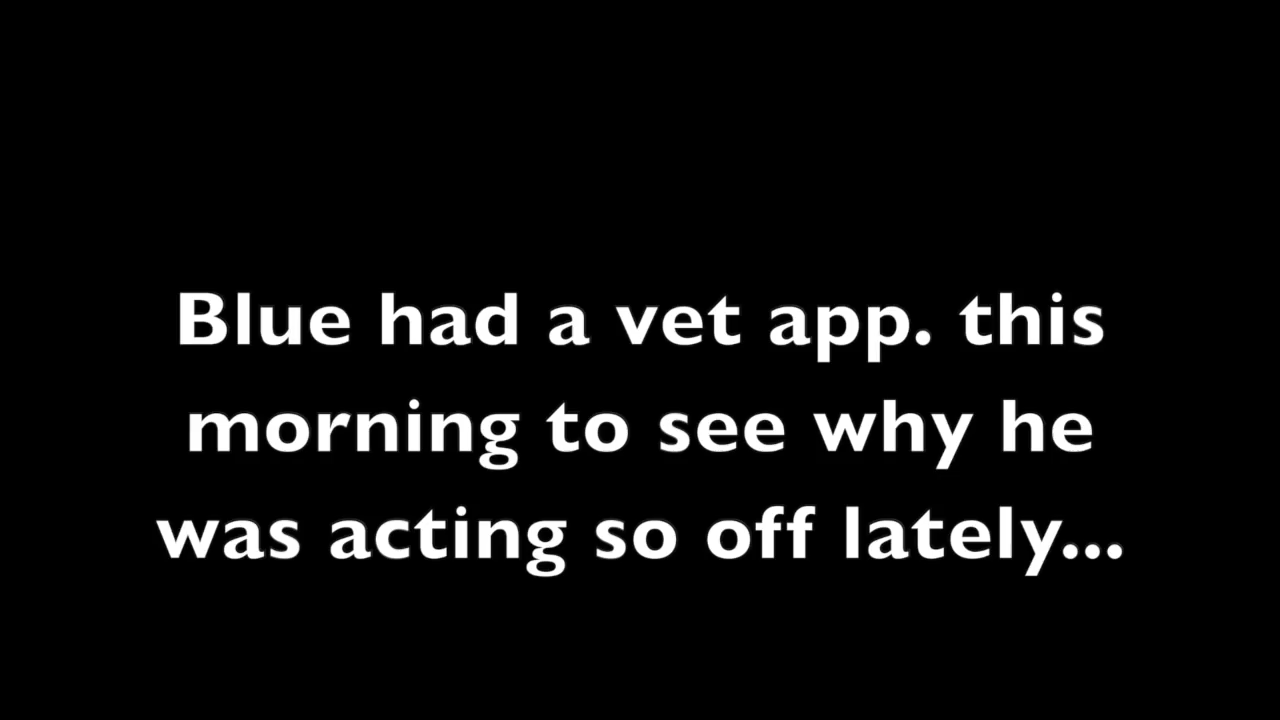 Blue had a vet app. this
morning to see why he
was acting so off lately...